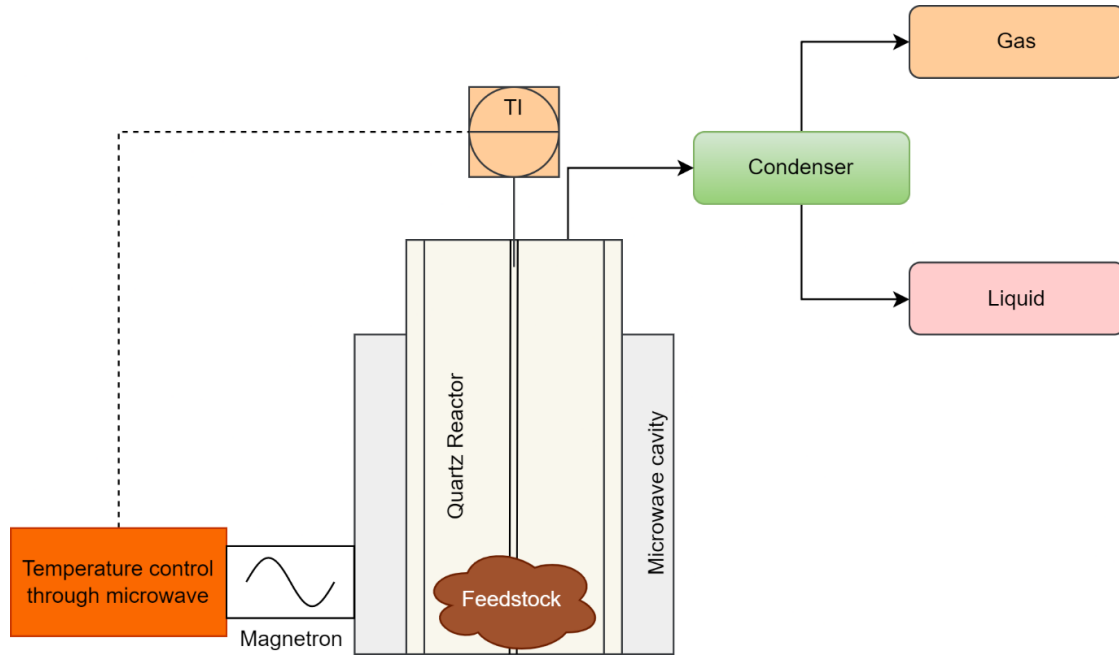 Gas
TI
Condenser
Liquid
Quartz Reactor
Microwave cavity
Temperature control
through microwave
Feedstock
Magnetron